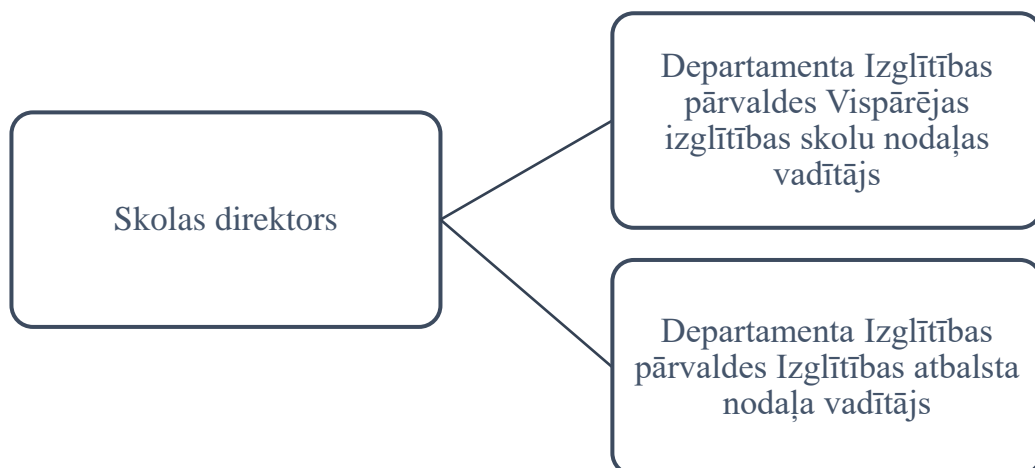 Skolas direktors
Departamenta Izglītības
pārvaldes Vispārējas
izglītības skolu nodaļas
vadītājs
Departamenta Izglītības
pārvaldes Izglītības atbalsta
nodaļa vadītājs